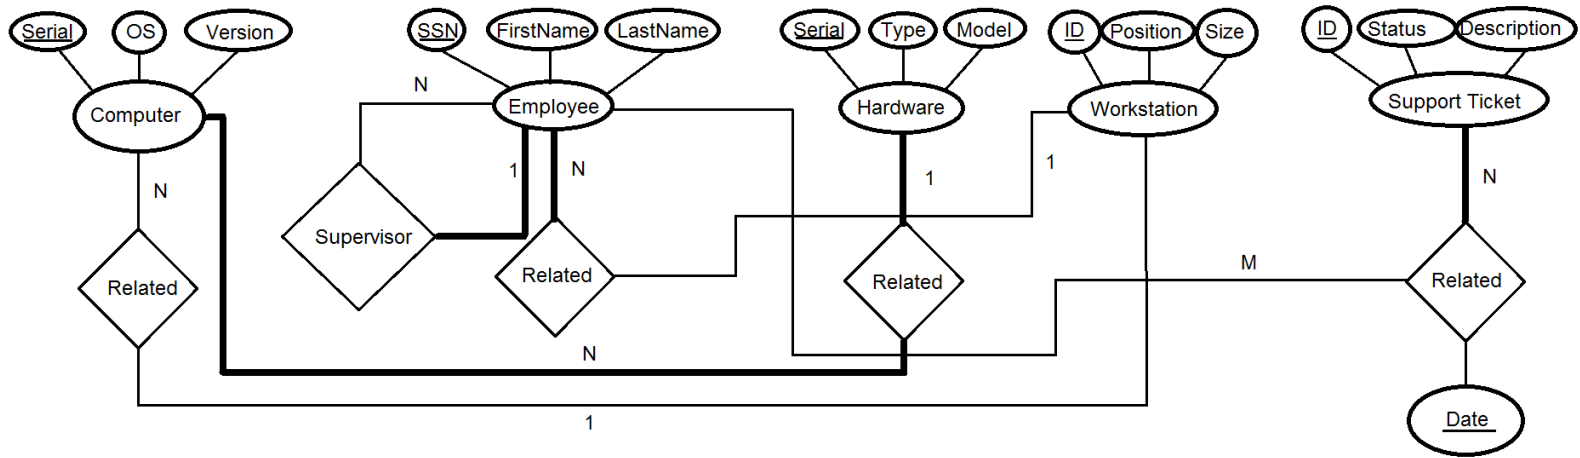 Serial
OS
Version
SSN
FirstName
LastName
Serial
Type
Model
ID
Position
Size
ID
Status
Description
Computer
N
Employee
Hardware
Workstation
Support Ticket
N
1
N
1
1
N
Supervisor
Related
Related
Related
M
Related
N
1
Date